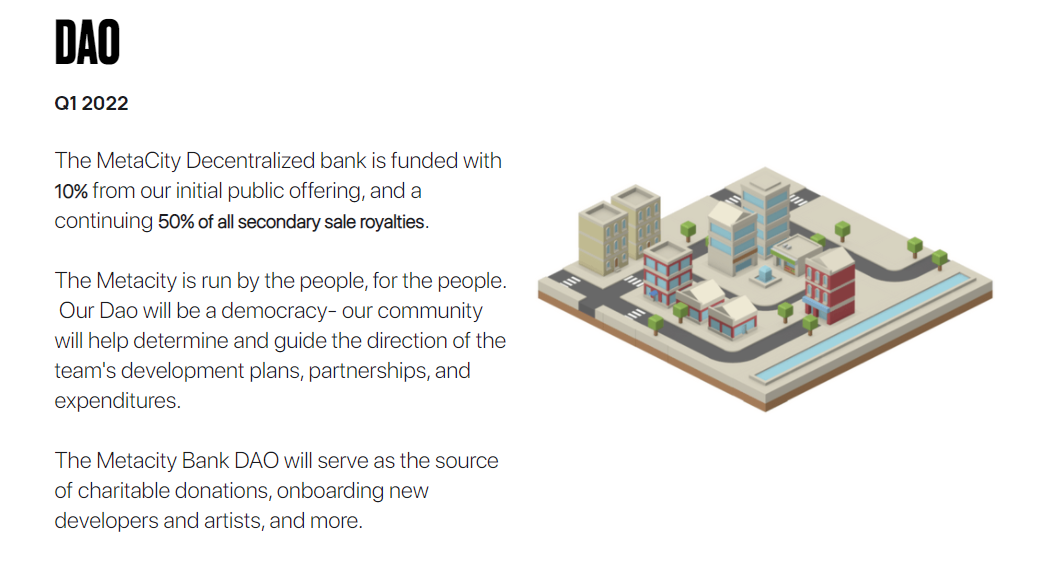 DAO
Q1 2022
The MetaCity Decentralized bank is funded with
10% from our initial public offering, and a
continuing 50% of all secondary sale royalties.
The Metacity is run by the people, for the people.
Our Dao will be a democracy- our community
will help determine and guide the direction of the
team's development plans, partnerships, and
expenditures.
The Metacity Bank DAO will serve as the source
of charitable donations, onboarding new
developers and artists, and more.